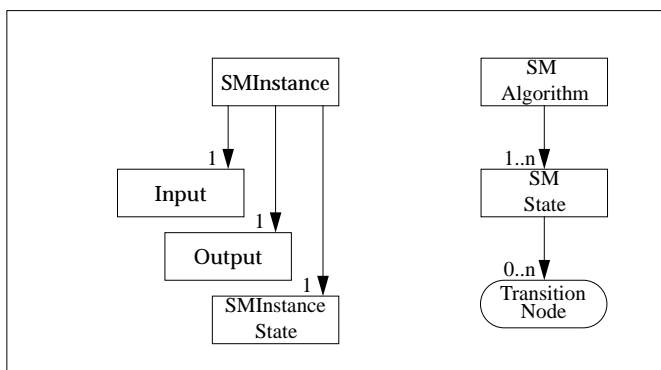 SMInstance
1
Input
1
Output
1
SMInstance
State
SM
Algorithm
1..n
SM
State
0..n
Transition
Node